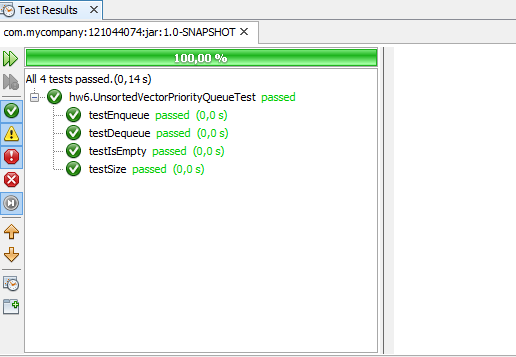 Test Results
com.mycompany:121044074:jar:1.0-SNAPSHOT
100,00 %
All 4 tests passed.(0,14 s)
hw6.UnsortedVectorPriorityQueueTest passed
testEnqueue passed (0,0 s)
testDequeue passed (0,0 s)
testIsEmpty passed (0,0 s)
testSize passed (0,0 s)